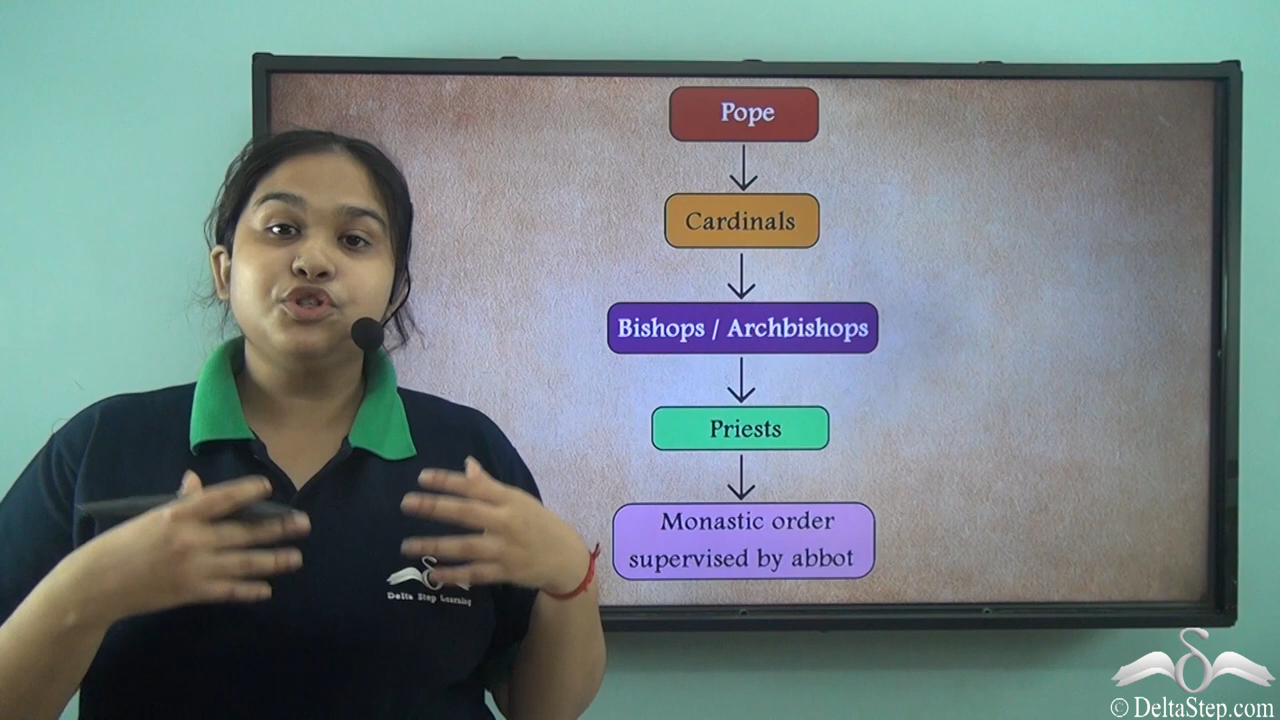 Pope
Cardinals
Bishops / Archbishops
Priests
Monastic order
supervised by abbot
Delta Step Learning
© DeltaStep.com